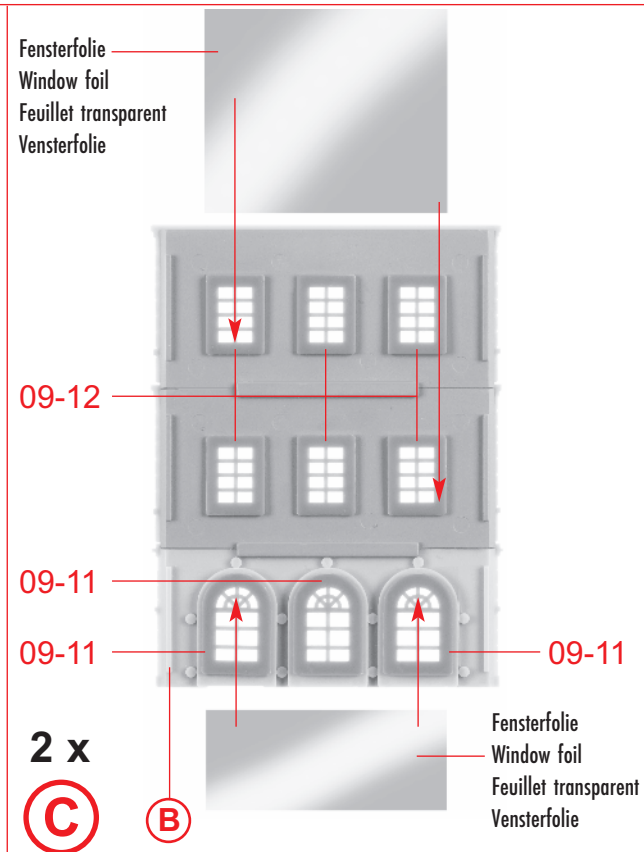 Fensterfolie
Window foil
Feuillet transparent
Vensterfolie
09-12
09-11
09-11
09-11
Fensterfolie
Window foil
Feuillet transparent
Vensterfolie
2 x
C
B